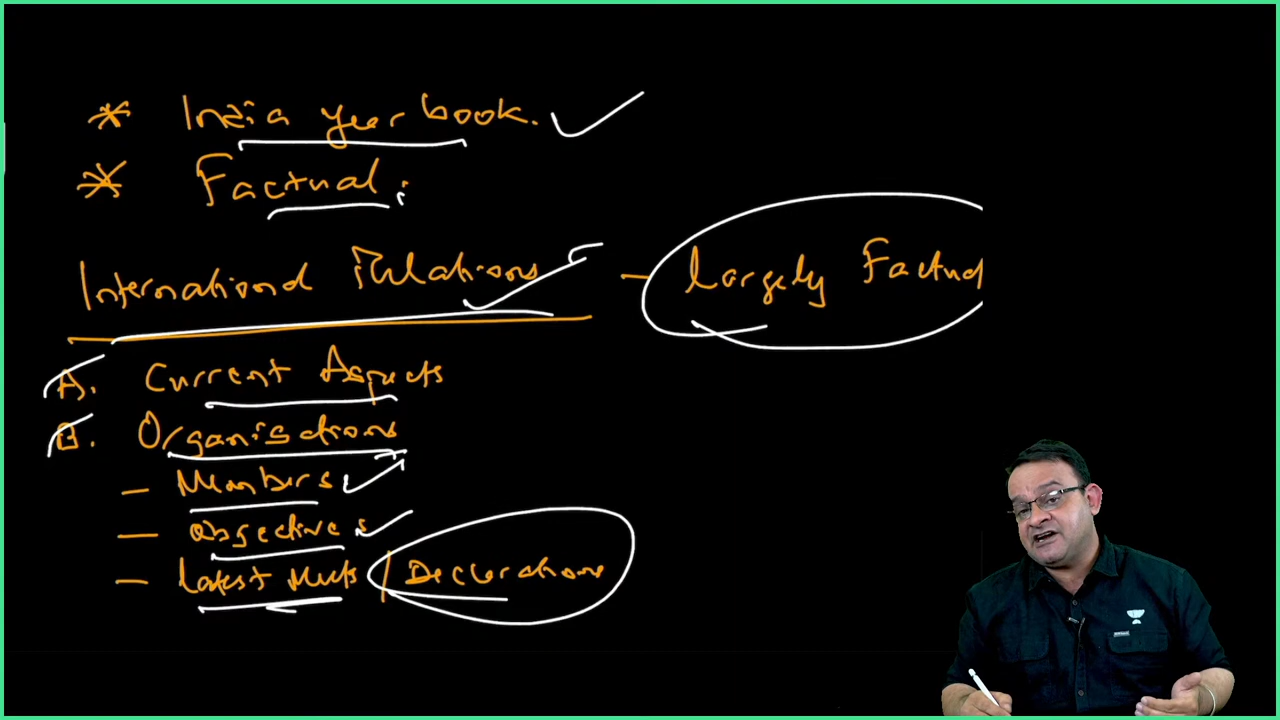 * India year book.
* Factual:
International Relations — largely Factual
A. Current Aspects
B. Organisations
— Members
— objectives
— latest Meets | Declarations